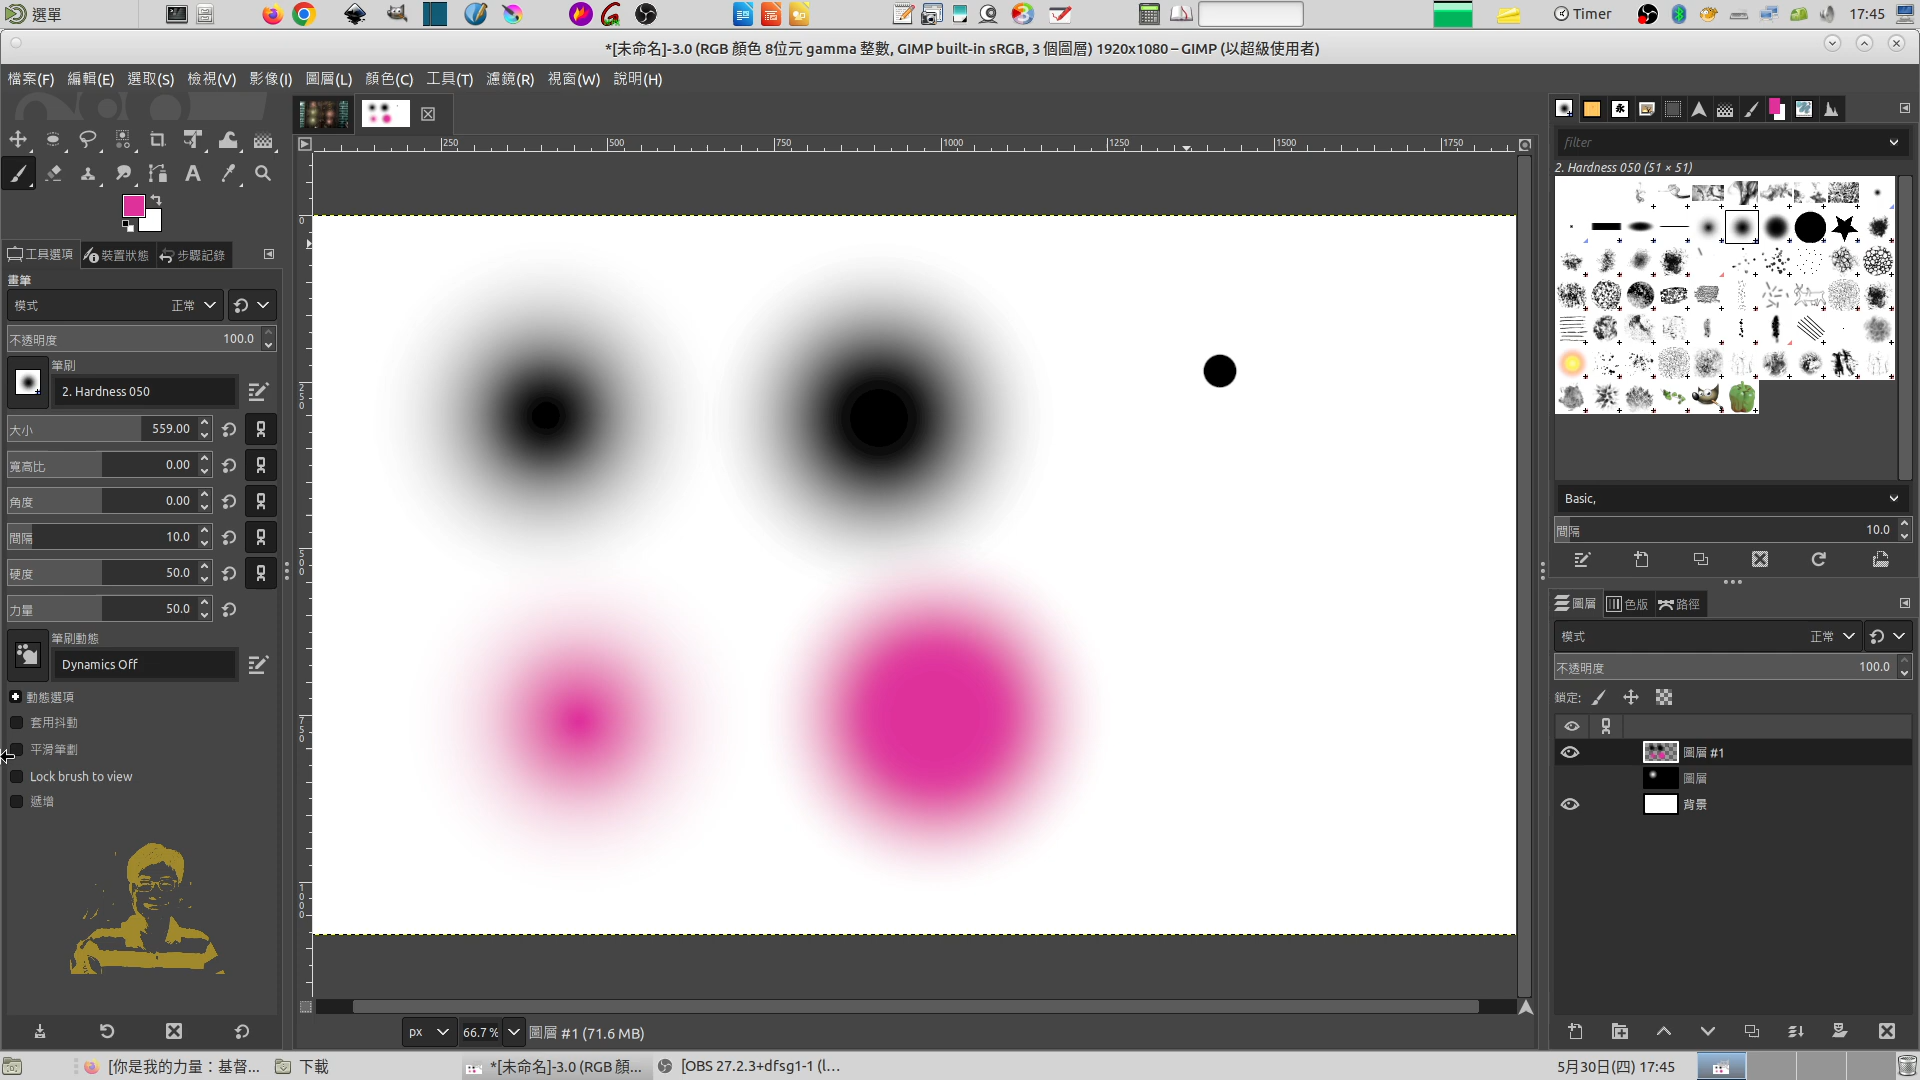 選單
Timer
17:45
*[未命名]-3.0 (RGB 顏色 8位元 gamma 整數, GIMP built-in sRGB, 3 個圖層) 1920x1080 – GIMP (以超級使用者)
檔案(F) 編輯(E) 選取(S) 檢視(V) 影像(I) 圖層(L) 顏色(C) 工具(T) 濾鏡(R) 視窗(W) 說明(H)
250 500 750 1000 1250 1500 1750
0
250
500
750
1000
工具選項 裝置狀態 步驟記錄
畫筆
模式 正常
不透明度 100.0
筆刷
2. Hardness 050
大小 559.00
寬高比 0.00
角度 0.00
間隔 10.0
硬度 50.0
力量 50.0
筆刷動態
Dynamics Off
動態選項
套用抖動
平滑筆劃
Lock brush to view
遞增
px 66.7 % 圖層 #1 (71.6 MB)
filter
2. Hardness 050 (51 × 51)
Basic,
間隔 10.0
圖層 色版 路徑
模式 正常
不透明度 100.0
鎖定:
圖層 #1
圖層
背景
[你是我的力量：基督...
下載
*[未命名]-3.0 (RGB 顏...
[OBS 27.2.3+dfsg1-1 (l...
5月30日(四) 17:45